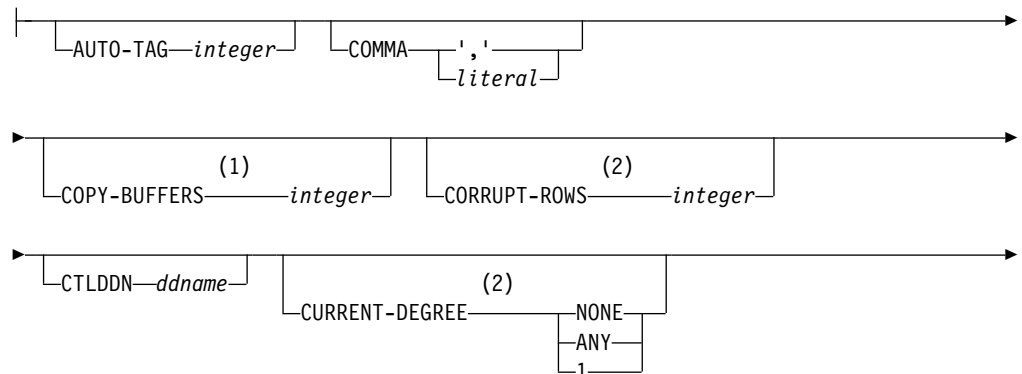 AUTO-TAG integer COMMA ','
literal
(1) (2)
COPY-BUFFERS integer CORRUPT-ROWS integer
CTLDDN ddname (2)
CURRENT-DEGREE NONE
ANY
1